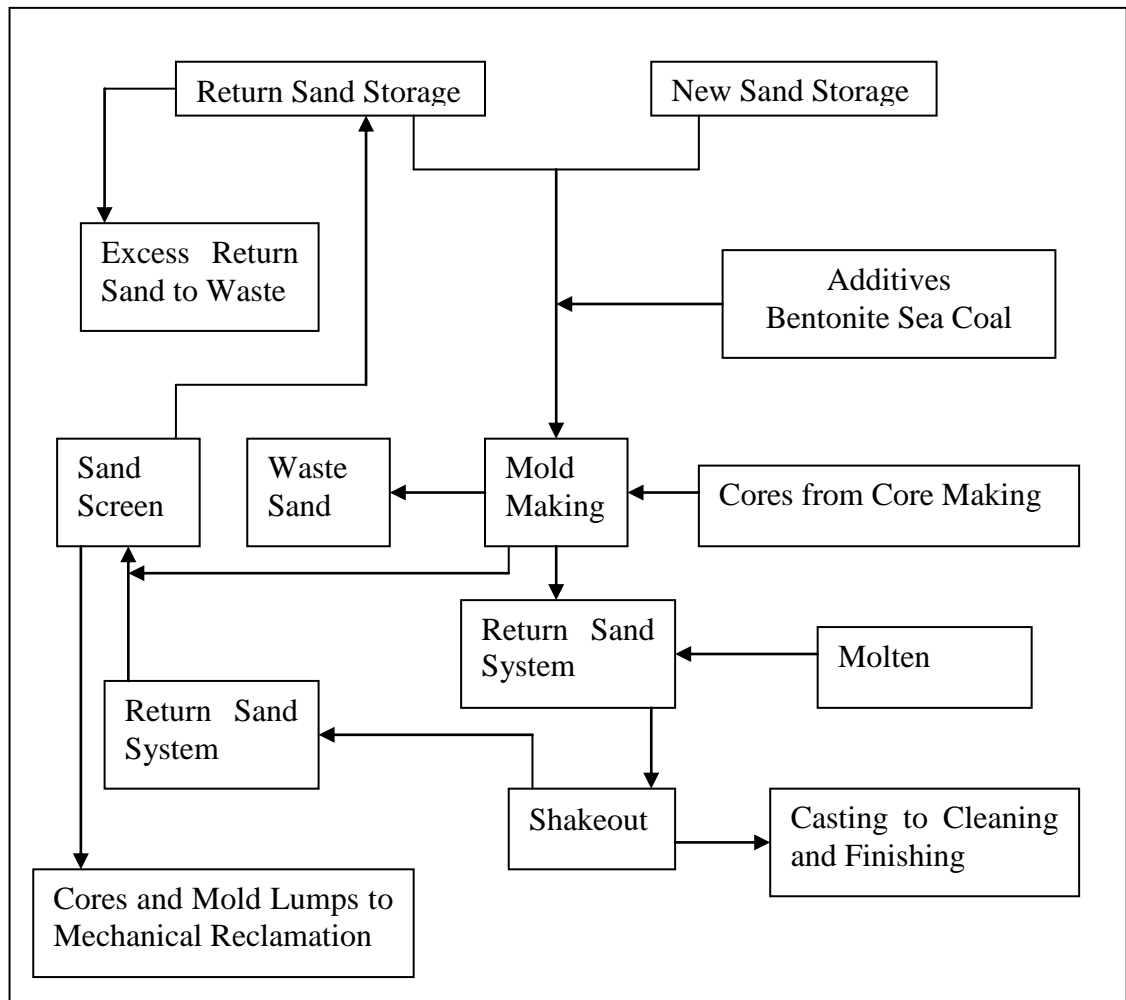 Return Sand Storage
New Sand Storage
Excess Return
Sand to Waste
Additives
Bentonite Sea Coal
Sand
Screen
Waste
Sand
Mold
Making
Cores from Core Making
Return Sand
System
Molten
Return Sand
System
Shakeout
Casting to Cleaning
and Finishing
Cores and Mold Lumps to
Mechanical Reclamation